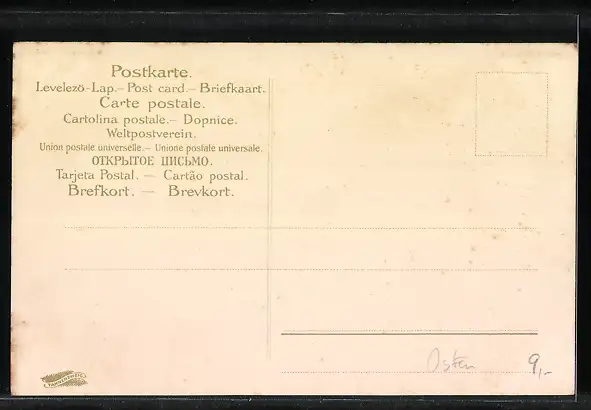 Postkarte.
Levelezö-Lap.– Post card.– Briefkaart.
Carte postale.
Cartolina postale.– Dopnice.
Weltpostverein.
Union postale universelle.– Unione postale universale.
ОТКРЫТОЕ ПИСЬМО.
Tarjeta Postal. — Cartão postal.
Brefkort. — Brevkort.
Osten 9,-